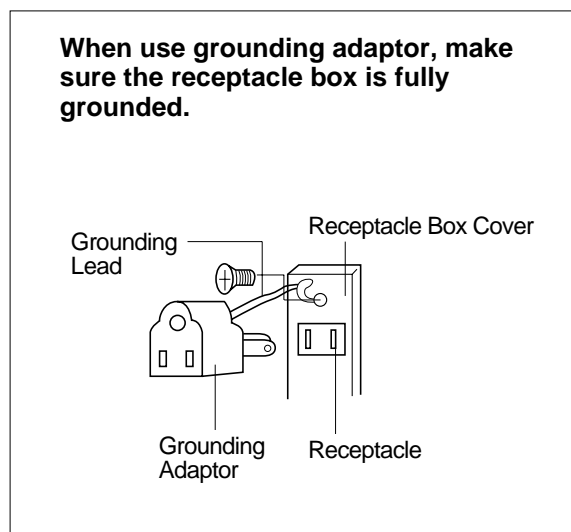 When use grounding adaptor, make
sure the receptacle box is fully
grounded.
Receptacle Box Cover
Grounding
Lead
Grounding
Adaptor
Receptacle